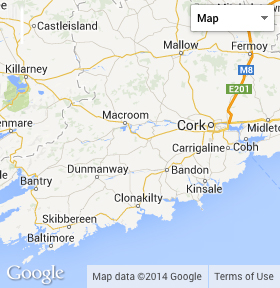 Map
Castleisland
Mallow
Fermoy
M8
Killarney
E201
Macroom
Cork
Midlet
enmare
Carrigaline
Cobh
Bantry
Dunmanway
Bandon
Kinsale
Clonakilty
Skibbereen
Baltimore
Google
Map data ©2014 Google
Terms of Use